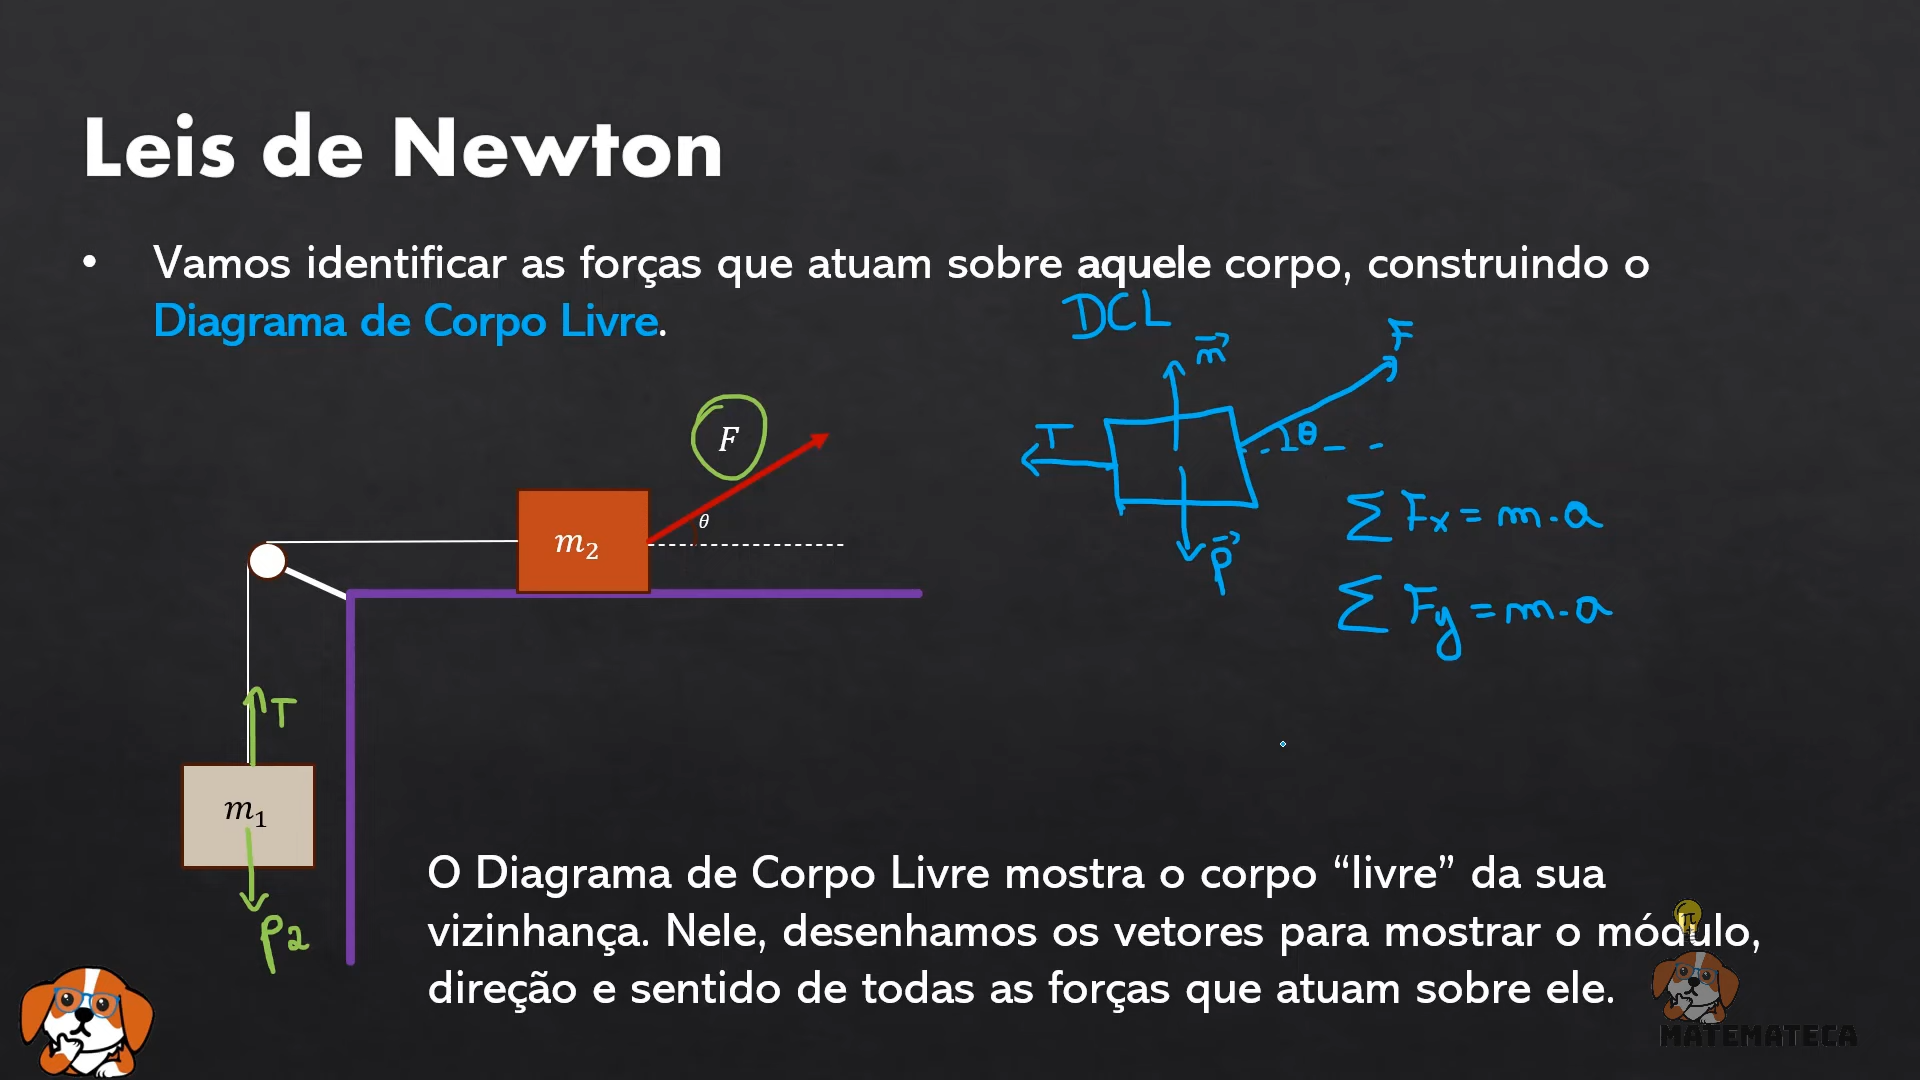 Leis de Newton
• Vamos identificar as forças que atuam sobre aquele corpo, construindo o
Diagrama de Corpo Livre.
DCL
n⃗
F
T
θ
p⃗
∑ Fx = m . a
∑ Fy = m . a
F
θ
m₂
T
m₁
P2
O Diagrama de Corpo Livre mostra o corpo “livre” da sua
vizinhança. Nele, desenhamos os vetores para mostrar o módulo,
direção e sentido de todas as forças que atuam sobre ele.
π
MATEMATECA